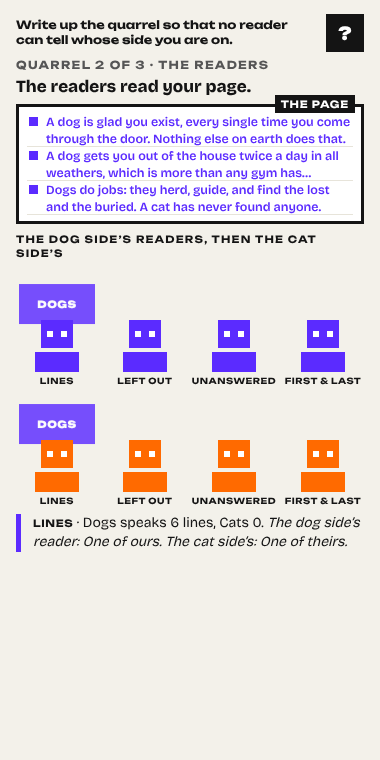 Write up the quarrel so that no reader
can tell whose side you are on.
?
QUARREL 2 OF 3 · THE READERS
The readers read your page.
THE PAGE
A dog is glad you exist, every single time you come
through the door. Nothing else on earth does that.
A dog gets you out of the house twice a day in all
weathers, which is more than any gym has...
Dogs do jobs: they herd, guide, and find the lost
and the buried. A cat has never found anyone.
THE DOG SIDE'S READERS, THEN THE CAT
SIDE'S
DOGS
LINES LEFT OUT UNANSWERED FIRST & LAST
DOGS
LINES LEFT OUT UNANSWERED FIRST & LAST
LINES · Dogs speaks 6 lines, Cats 0. The dog side's
reader: One of ours. The cat side's: One of theirs.